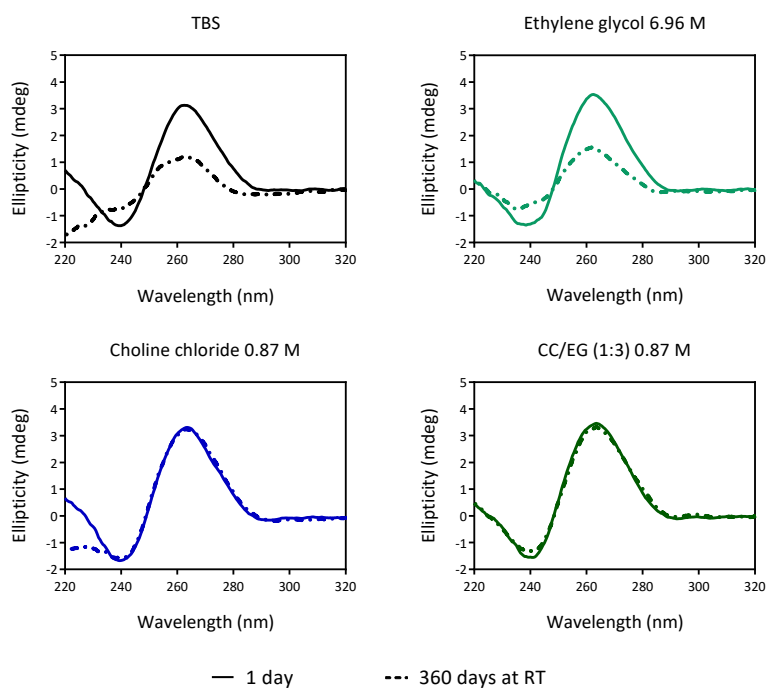 TBS
Ethylene glycol 6.96 M
Ellipticity (mdeg)
5
4
3
2
1
0
-1
-2
220 240 260 280 300 320
Wavelength (nm)
Ellipticity (mdeg)
5
4
3
2
1
0
-1
-2
220 240 260 280 300 320
Wavelength (nm)
Choline chloride 0.87 M
CC/EG (1:3) 0.87 M
Ellipticity (mdeg)
5
4
3
2
1
0
-1
-2
220 240 260 280 300 320
Wavelength (nm)
Ellipticity (mdeg)
5
4
3
2
1
0
-1
-2
220 240 260 280 300 320
Wavelength (nm)
1 day
360 days at RT